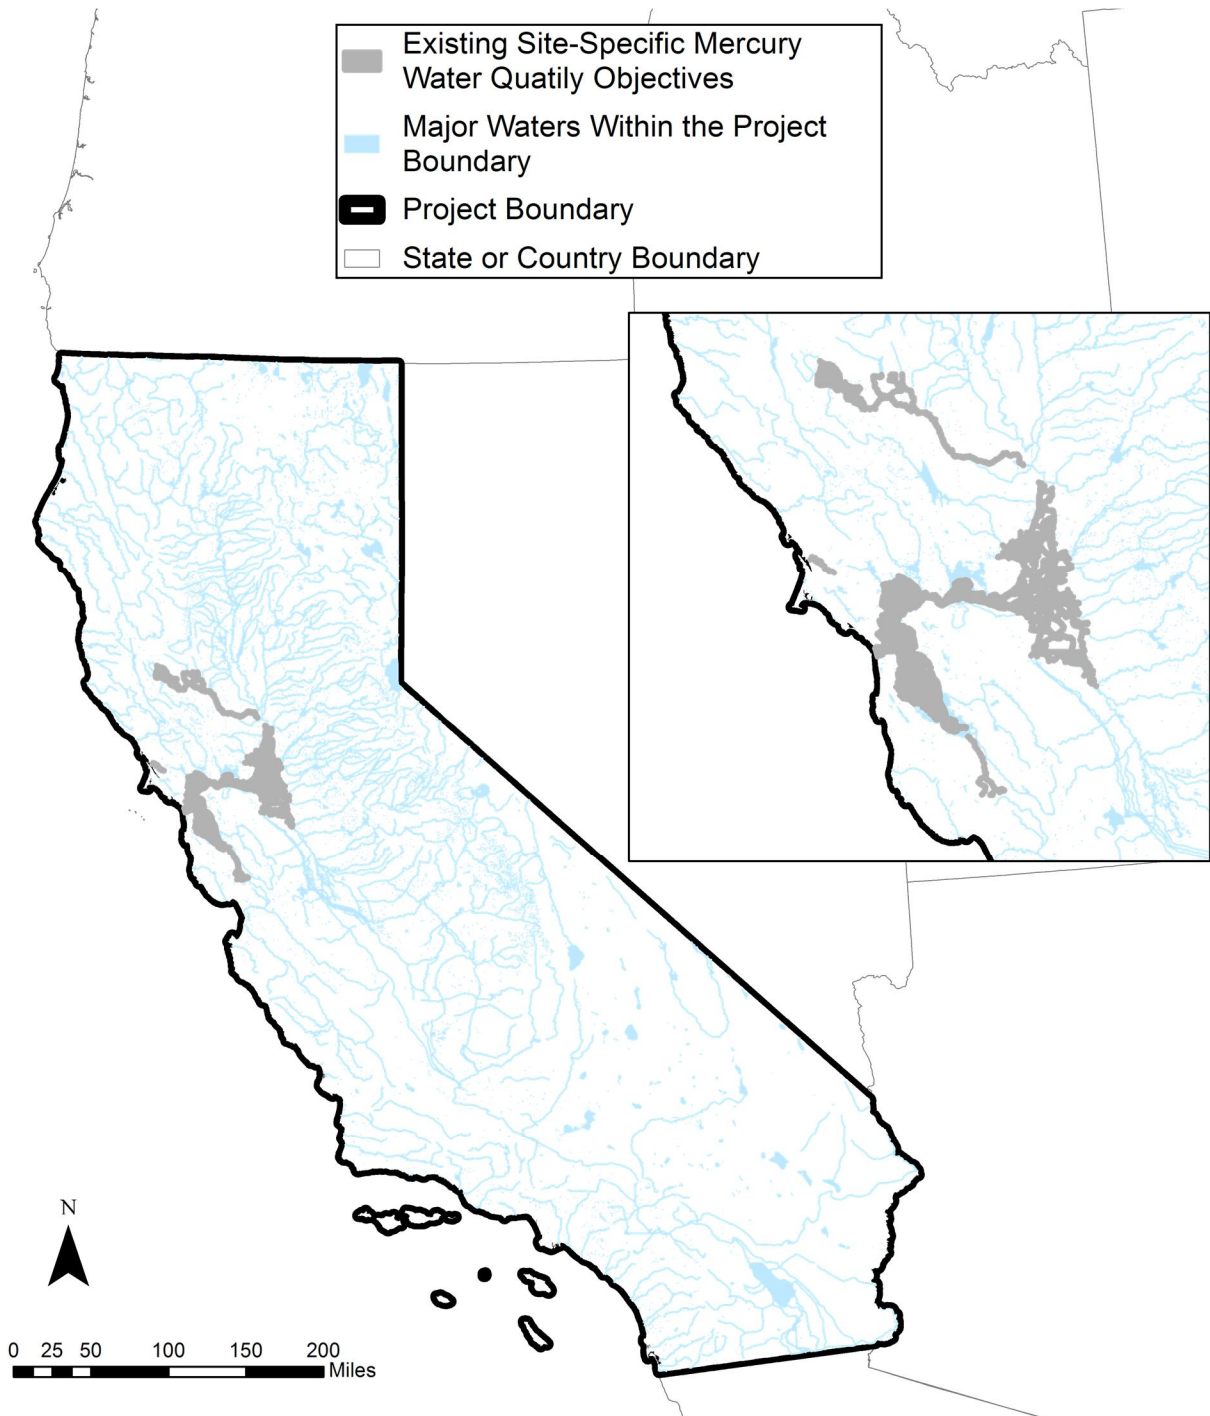 Existing Site-Specific Mercury
Water Quatily Objectives
Major Waters Within the Project
Boundary
Project Boundary
State or Country Boundary
N
0 25 50 100 150 200
Miles